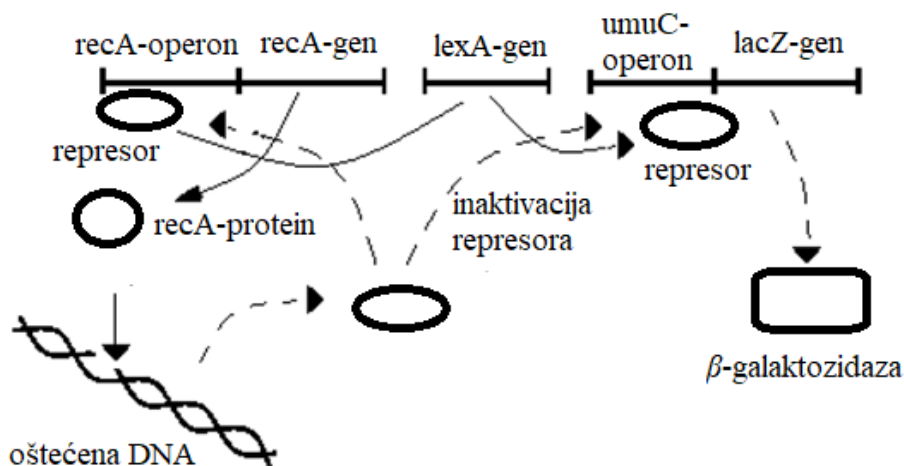 recA-operon
recA-gen
lexA-gen
umuC-
operon
lacZ-gen
represor
recA-protein
inaktivacija
represora
represor
β-galaktozidaza
oštećena DNA